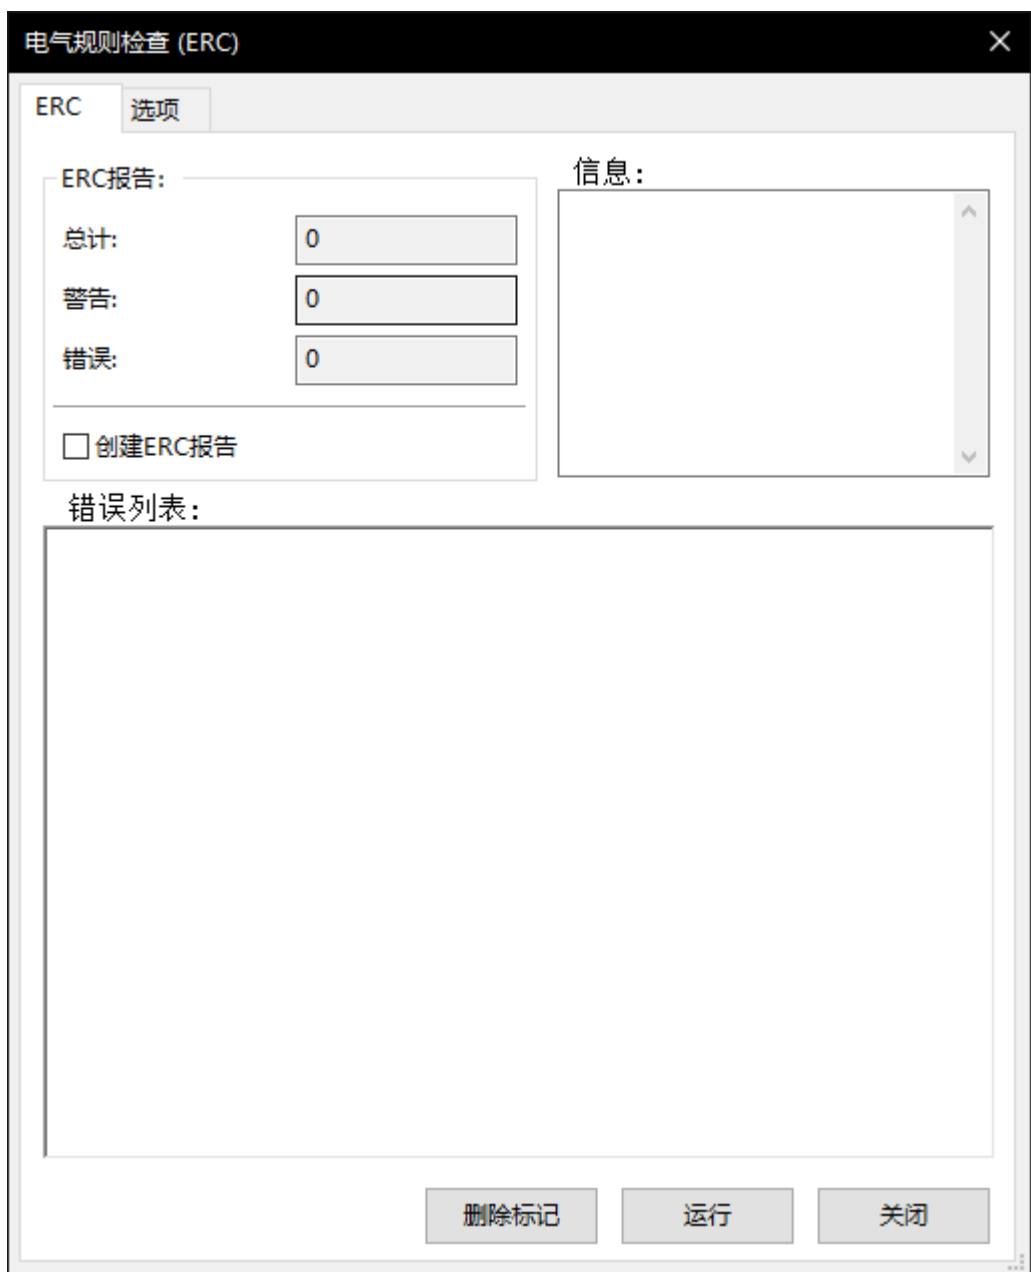 电气规则检查 (ERC)
ERC 选项
ERC报告:
信息:
总计: 0
警告: 0
错误: 0
创建ERC报告
错误列表:
删除标记 运行 关闭